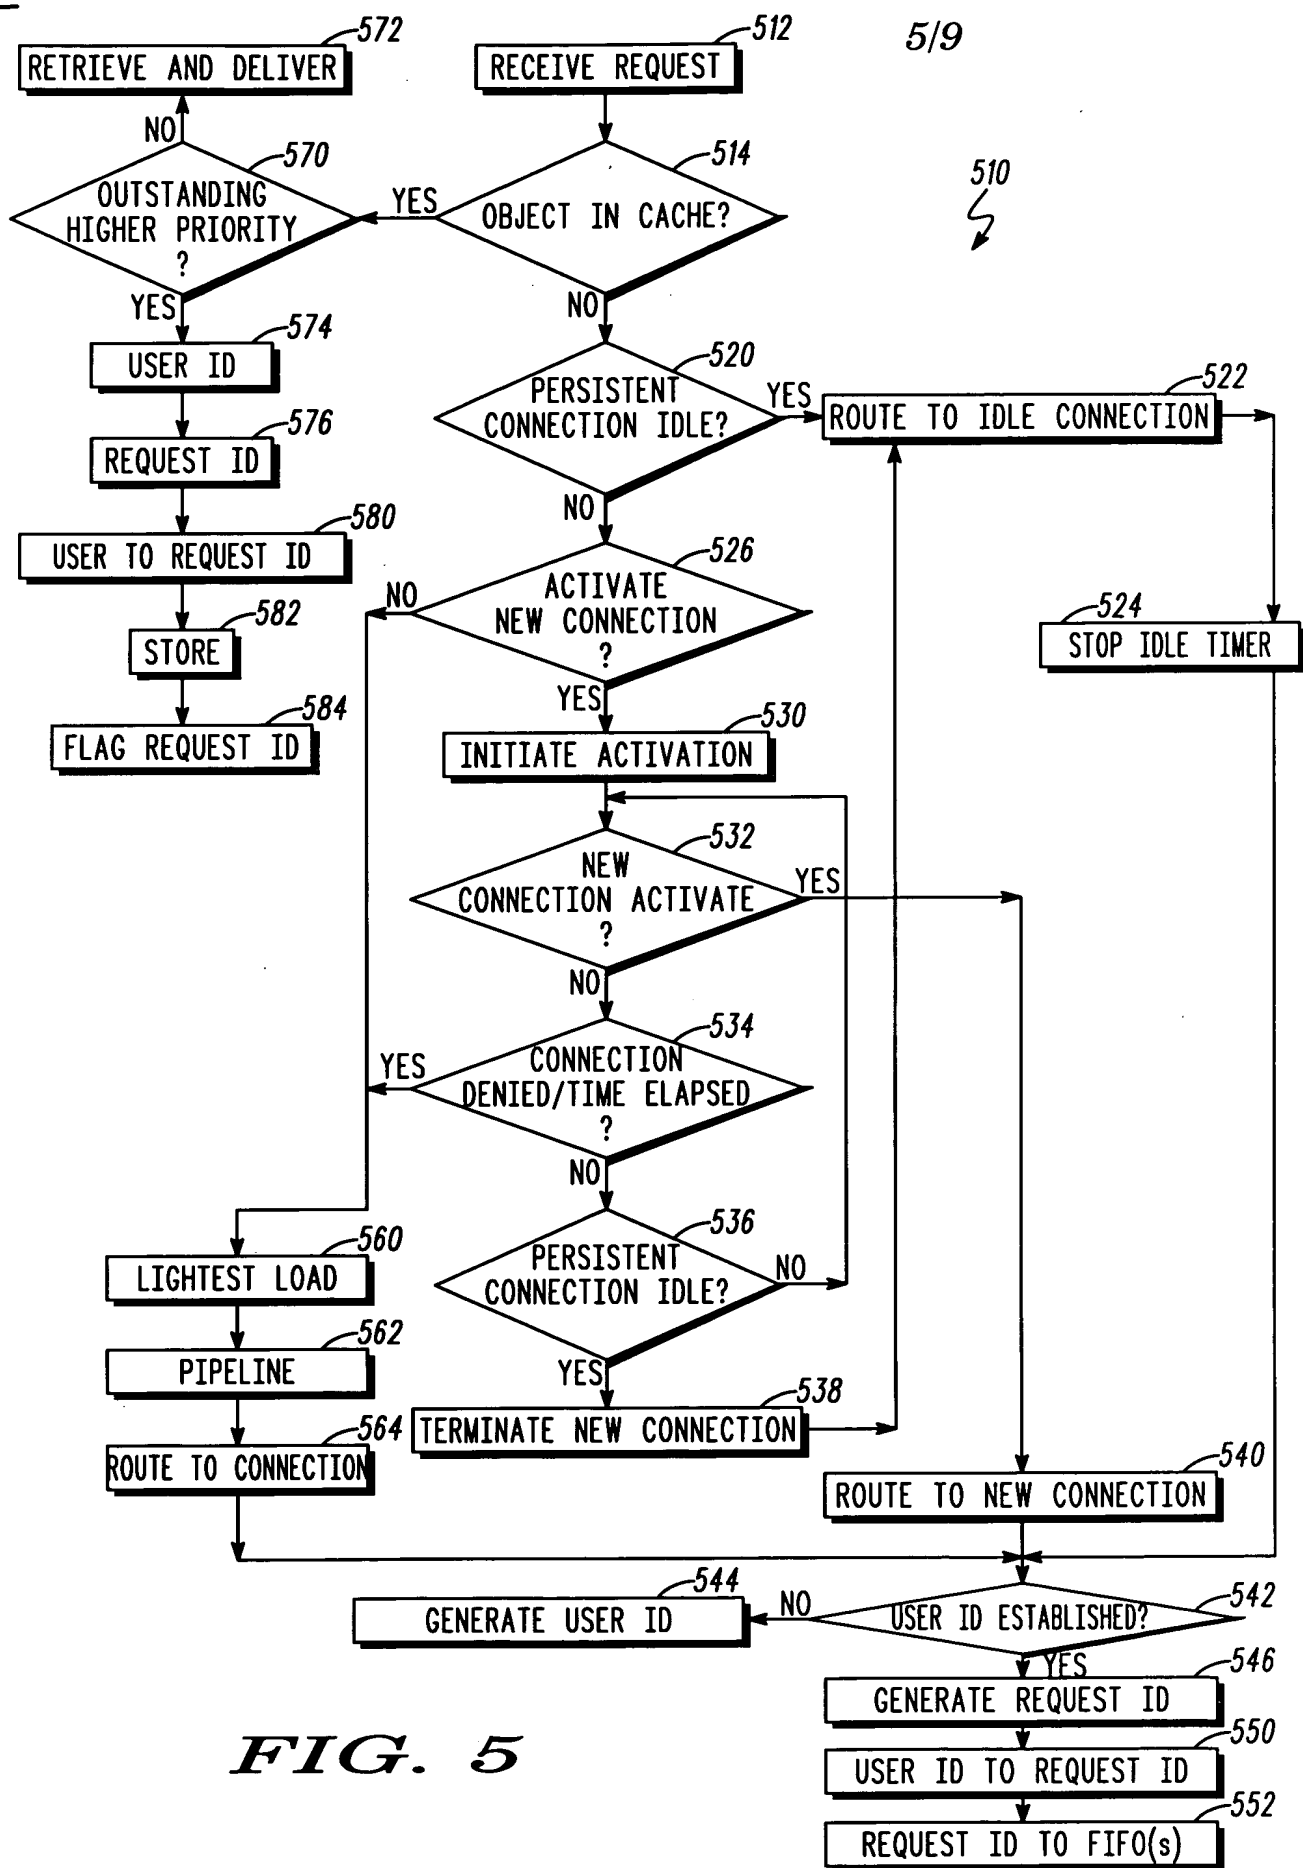 5/9
510
512
RECEIVE REQUEST
514
OBJECT IN CACHE?
YES
NO
570
OUTSTANDING
HIGHER PRIORITY
?
NO
572
RETRIEVE AND DELIVER
YES
574
USER ID
576
REQUEST ID
580
USER TO REQUEST ID
582
STORE
584
FLAG REQUEST ID
520
PERSISTENT
CONNECTION IDLE?
YES
522
ROUTE TO IDLE CONNECTION
524
STOP IDLE TIMER
NO
526
ACTIVATE
NEW CONNECTION
?
NO
YES
530
INITIATE ACTIVATION
532
NEW
CONNECTION ACTIVATE
?
YES
NO
534
CONNECTION
DENIED/TIME ELAPSED
?
YES
NO
536
PERSISTENT
CONNECTION IDLE?
NO
YES
538
TERMINATE NEW CONNECTION
560
LIGHTEST LOAD
562
PIPELINE
564
ROUTE TO CONNECTION
540
ROUTE TO NEW CONNECTION
542
USER ID ESTABLISHED?
NO
544
GENERATE USER ID
YES
546
GENERATE REQUEST ID
550
USER ID TO REQUEST ID
552
REQUEST ID TO FIFO(s)
FIG. 5